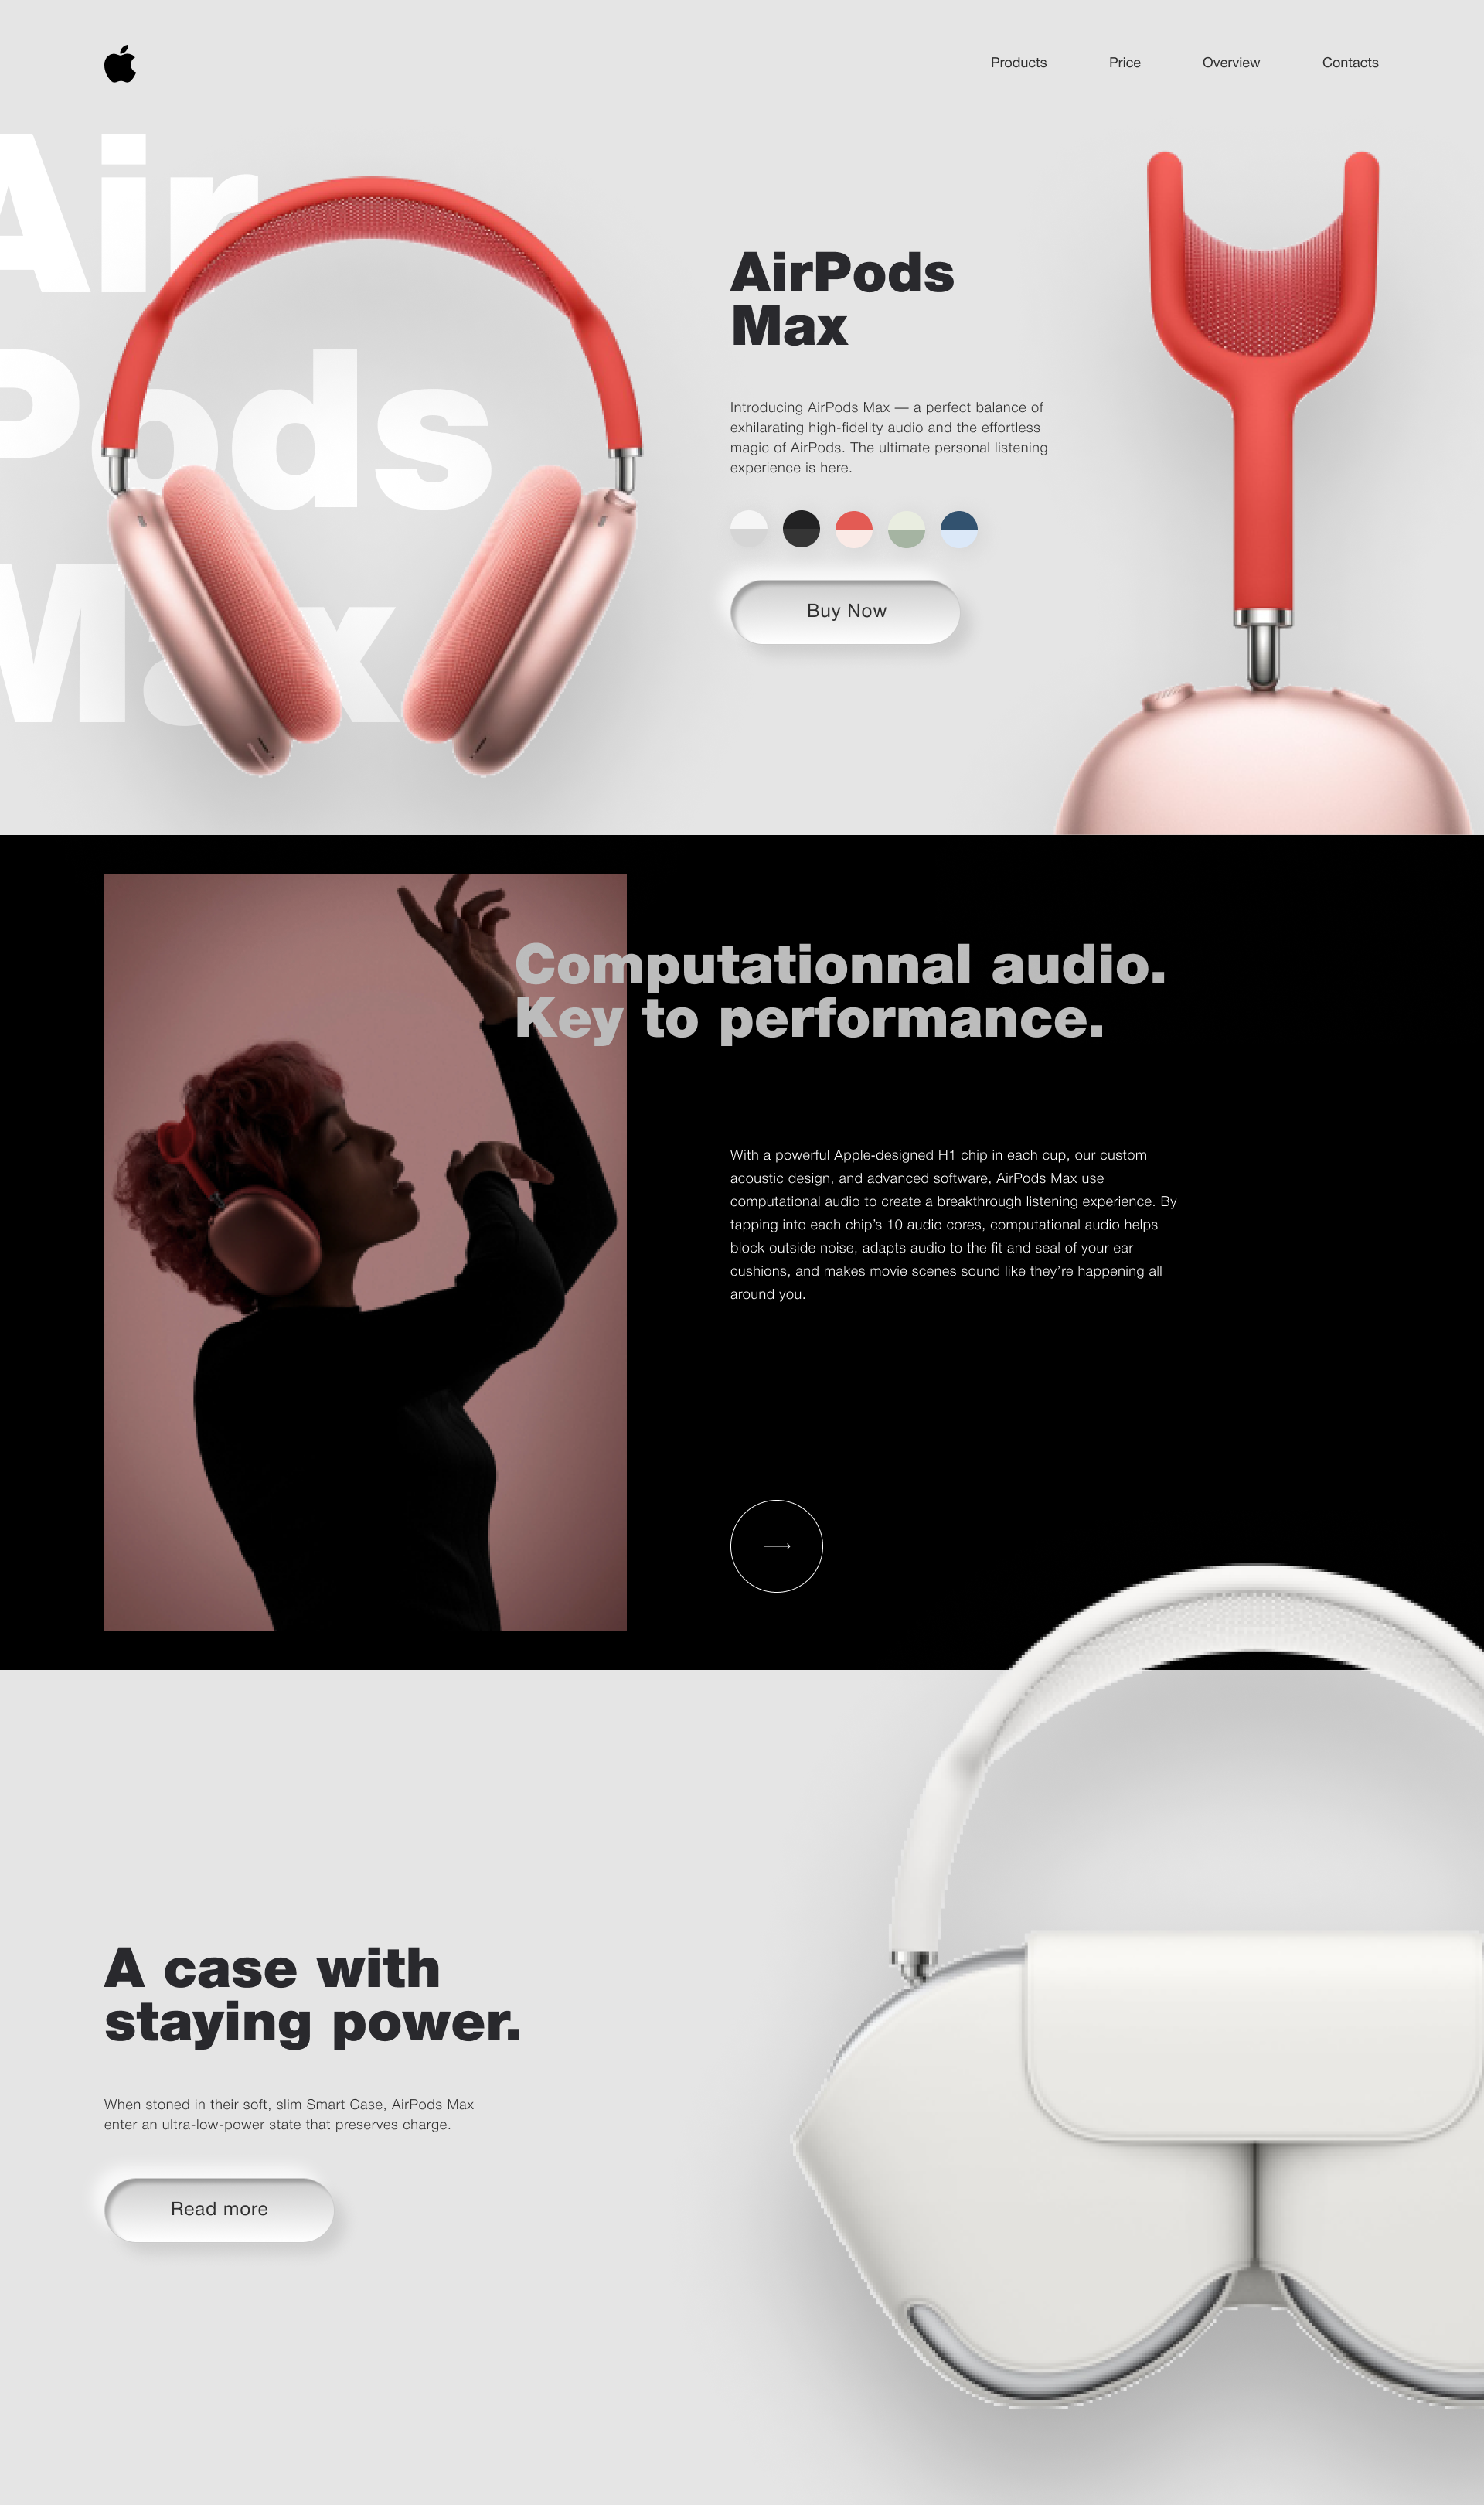 Products Price Overview Contacts
Air
Pods
Max
AirPods
Max
Introducing AirPods Max — a perfect balance of
exhilarating high-fidelity audio and the effortless
magic of AirPods. The ultimate personal listening
experience is here.
Buy Now
Computationnal audio.
Key to performance.
With a powerful Apple-designed H1 chip in each cup, our custom
acoustic design, and advanced software, AirPods Max use
computational audio to create a breakthrough listening experience. By
tapping into each chip’s 10 audio cores, computational audio helps
block outside noise, adapts audio to the fit and seal of your ear
cushions, and makes movie scenes sound like they’re happening all
around you.
A case with
staying power.
When stoned in their soft, slim Smart Case, AirPods Max
enter an ultra-low-power state that preserves charge.
Read more